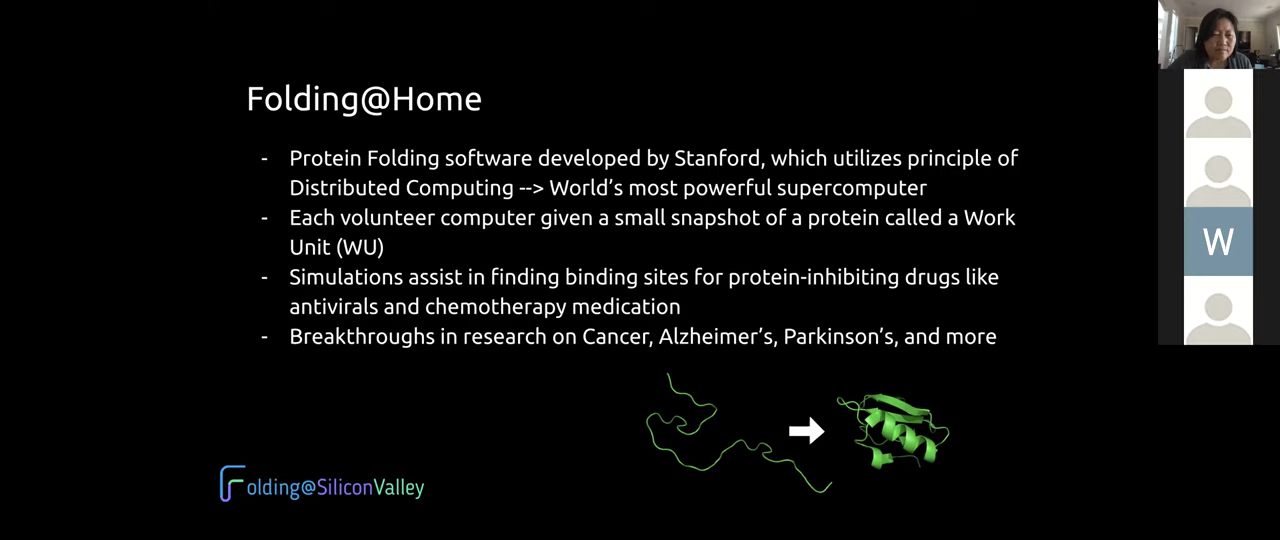 Folding@Home
- Protein Folding software developed by Stanford, which utilizes principle of
Distributed Computing --> World's most powerful supercomputer
- Each volunteer computer given a small snapshot of a protein called a Work
Unit (WU)
- Simulations assist in finding binding sites for protein-inhibiting drugs like
antivirals and chemotherapy medication
- Breakthroughs in research on Cancer, Alzheimer's, Parkinson's, and more
Folding@SiliconValley
W